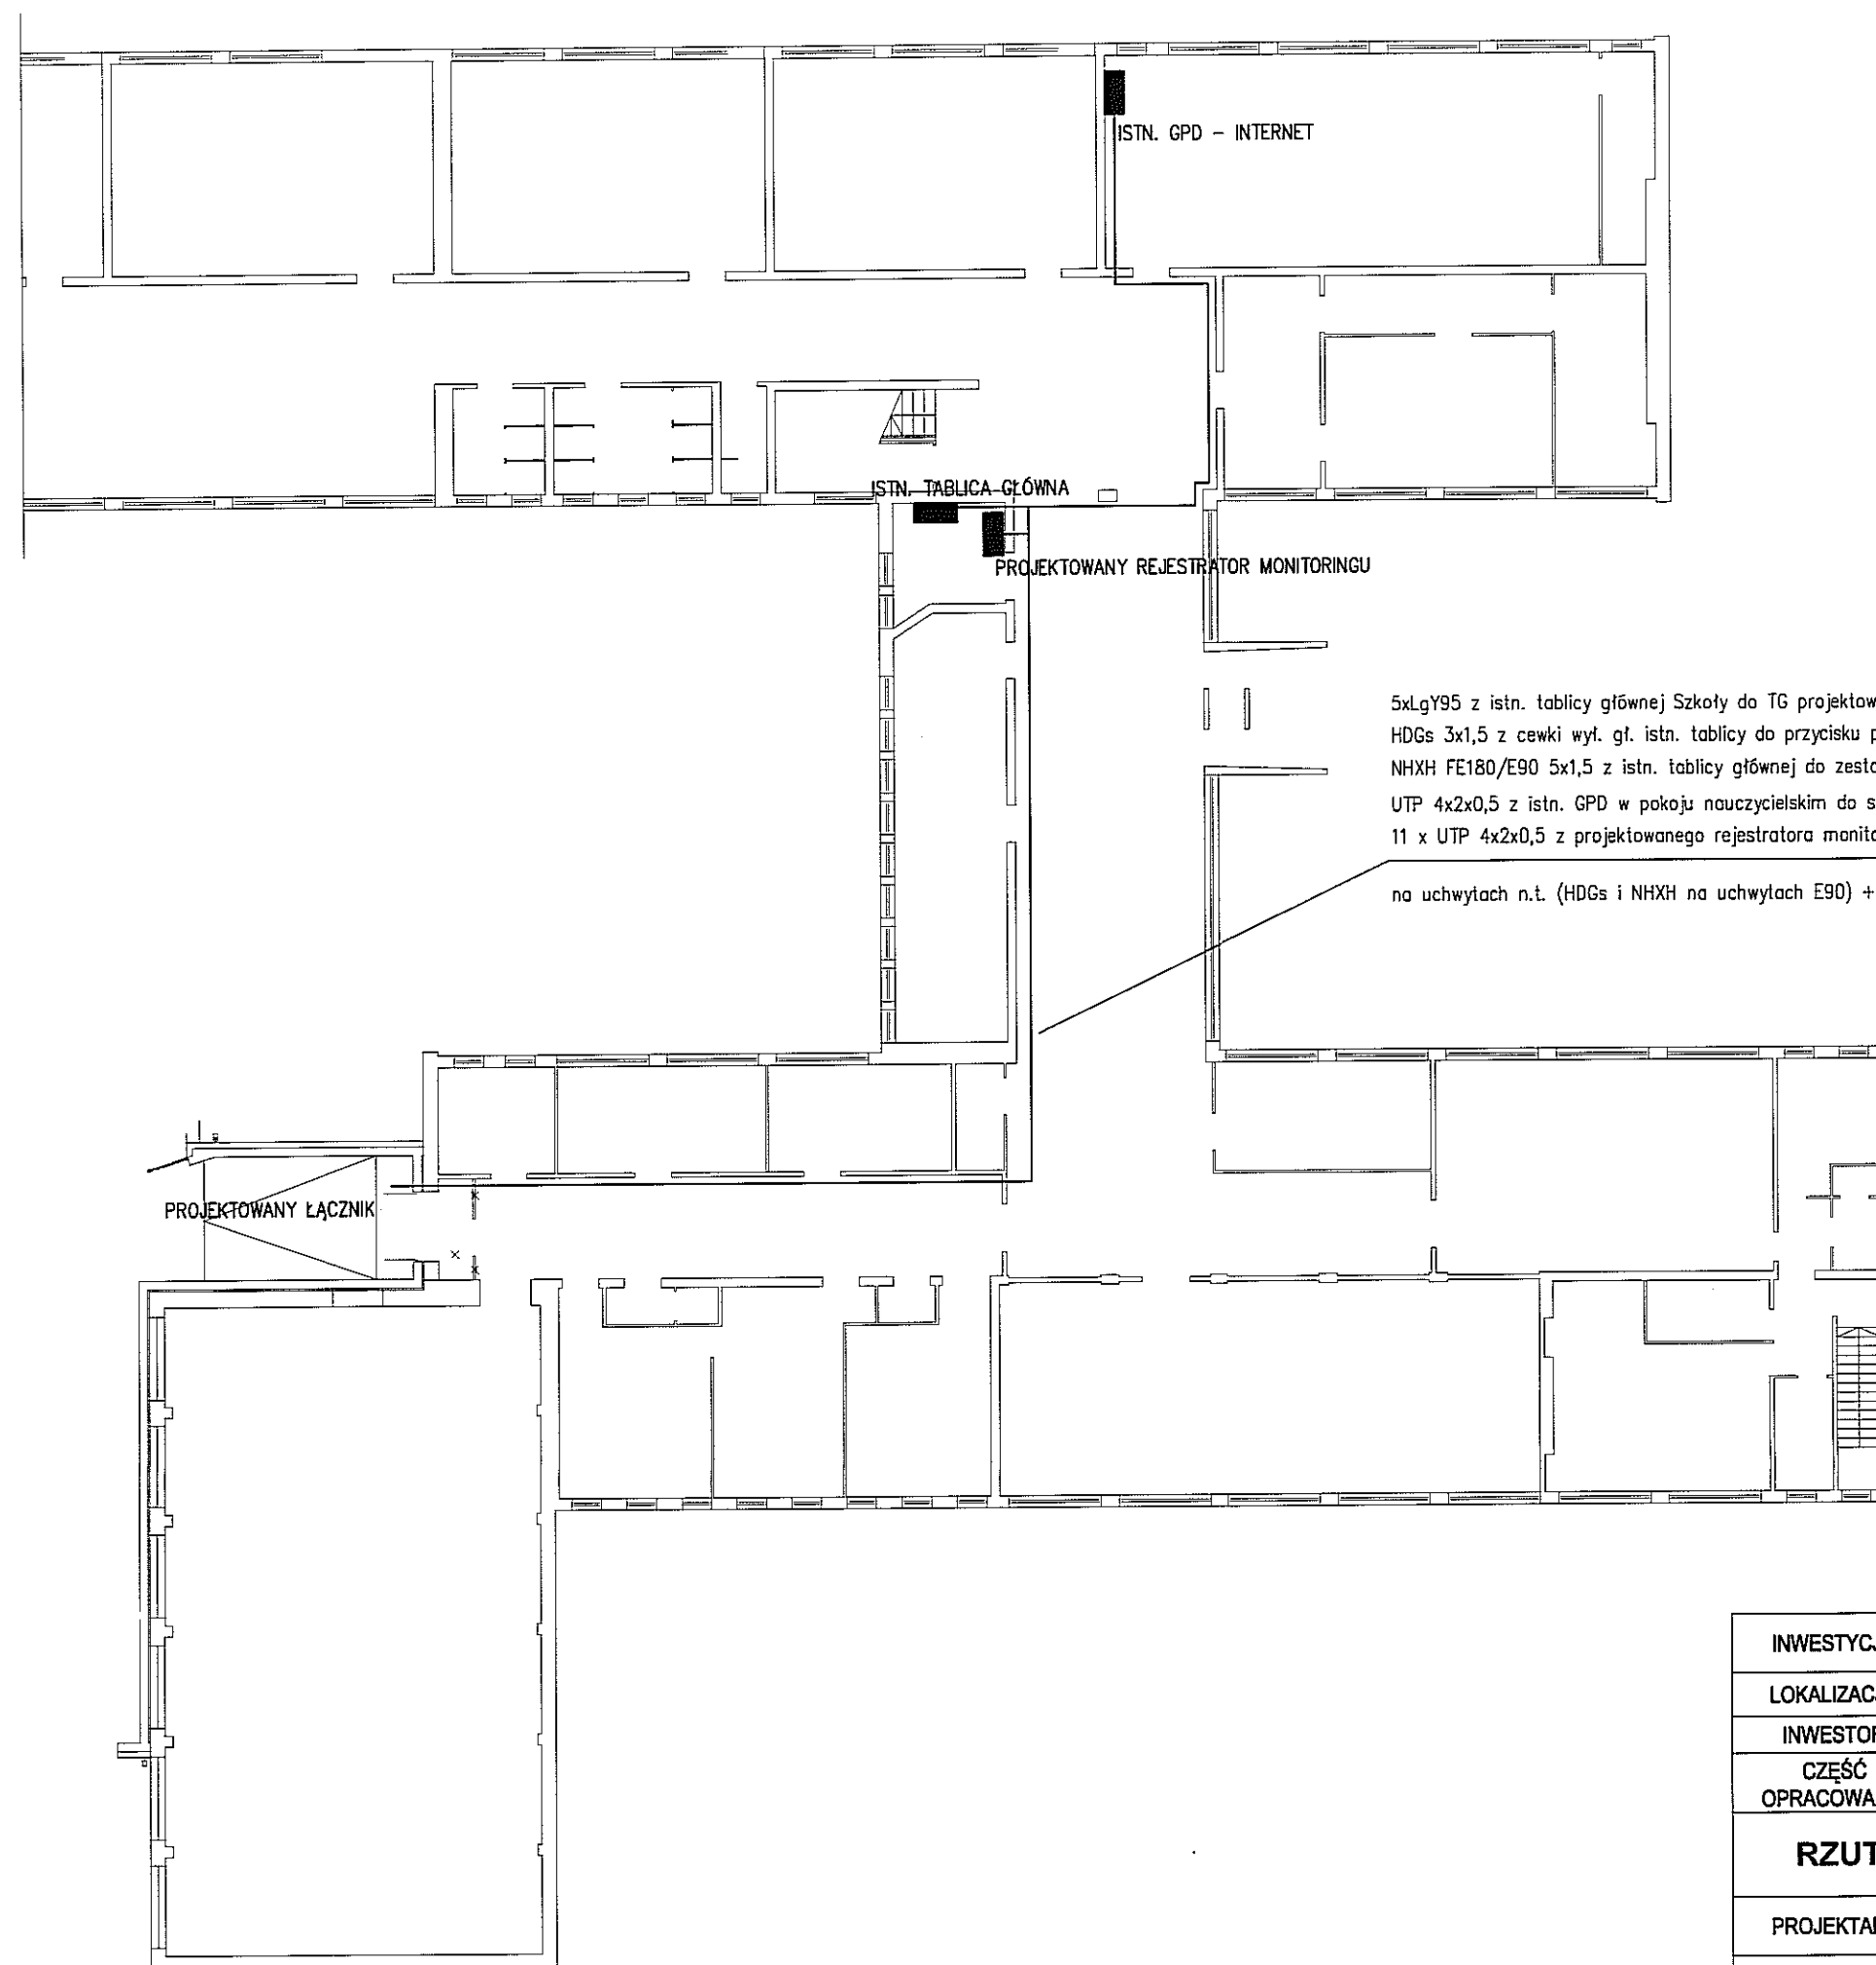 ISTN. GPD – INTERNET
ISTN. TABLICA GŁÓWNA
PROJEKTOWANY REJESTRATOR MONITORINGU
5xLgY95 z istn. tablicy głównej Szkoły do TG projektow
HDGs 3x1,5 z cewki wył. gł. istn. tablicy do przycisku p
NHXH FE180/E90 5x1,5 z istn. tablicy głównej do zesta
UTP 4x2x0,5 z istn. GPD w pokoju nauczycielskim do s
11 x UTP 4x2x0,5 z projektowanego rejestratora monito
na uchwytach n.t. (HDGs i NHXH na uchwytach E90) +
PROJEKTOWANY ŁĄCZNIK
INWESTYCJ
LOKALIZACJ
INWESTOR
CZĘŚĆ
OPRACOWA
RZUT
PROJEKTAN